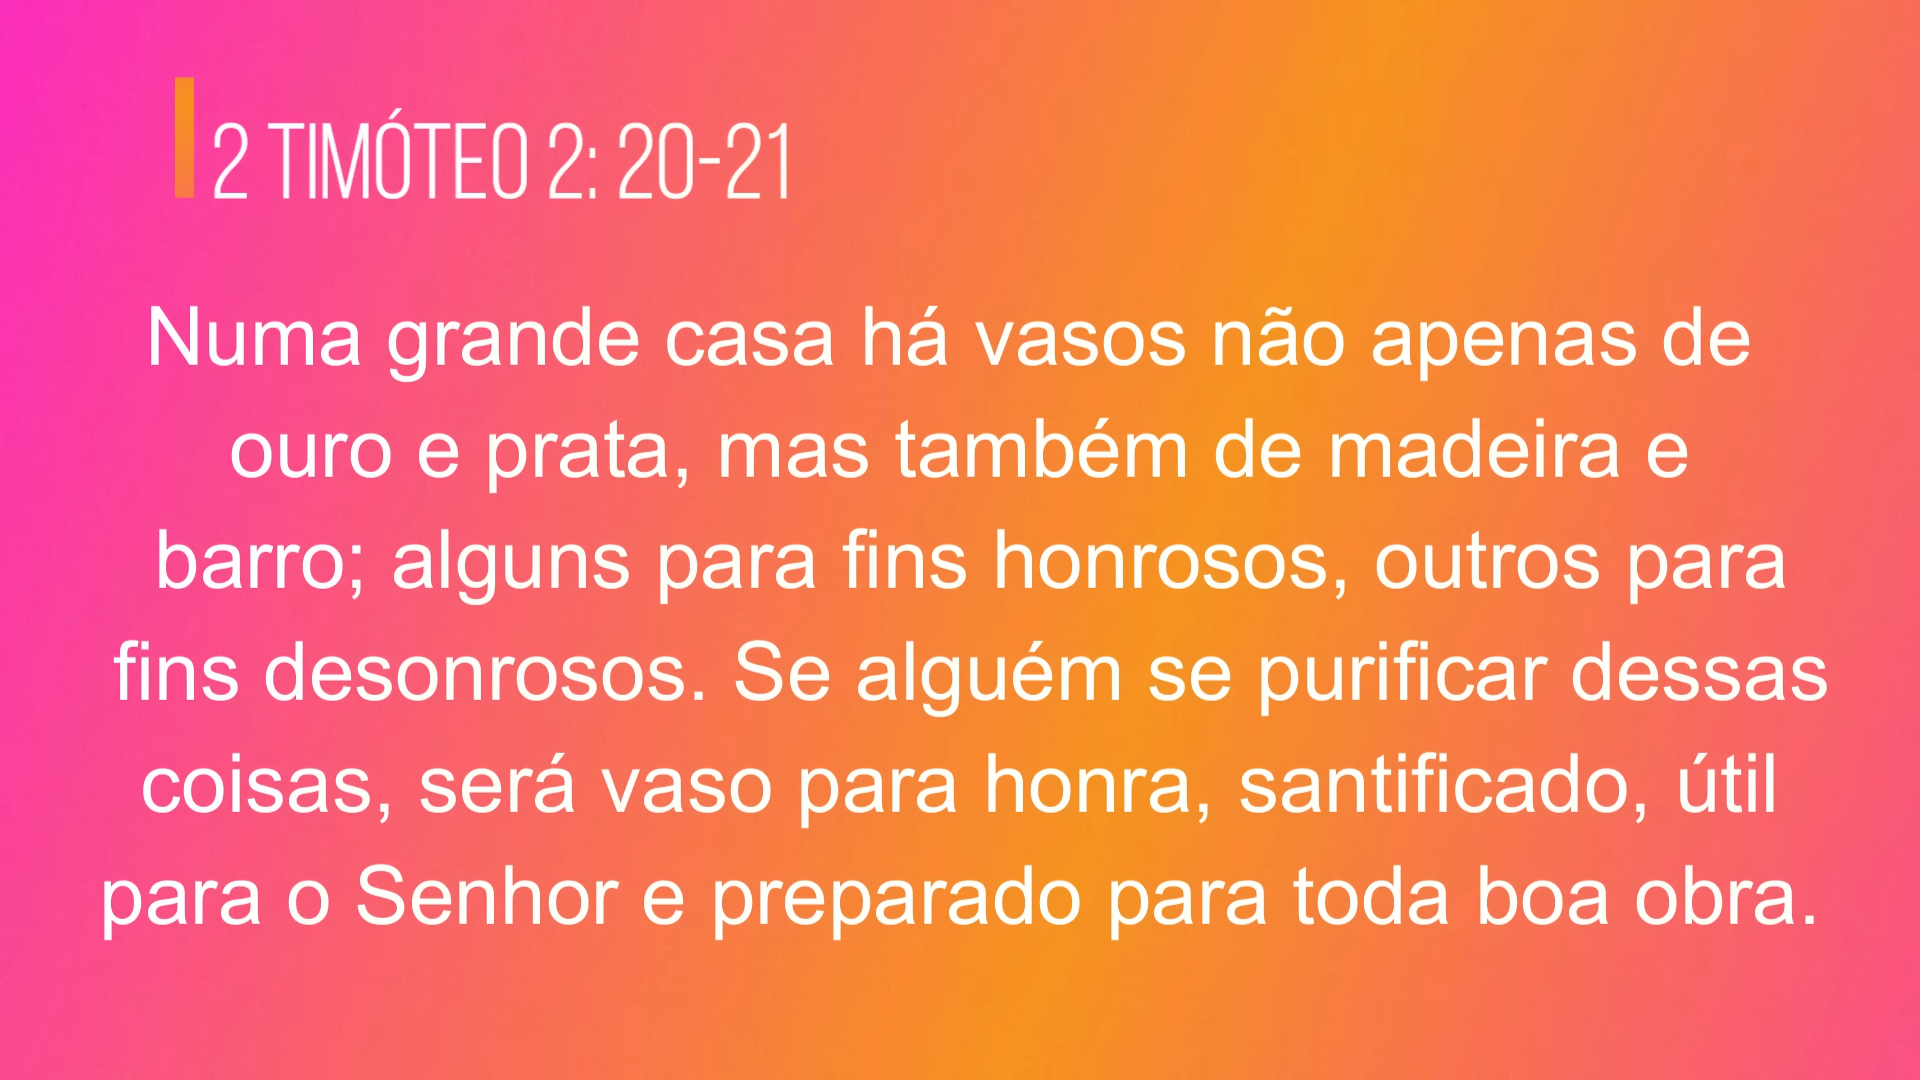 2 TIMÓTEO 2: 20-21
Numa grande casa há vasos não apenas de
ouro e prata, mas também de madeira e
barro; alguns para fins honrosos, outros para
fins desonrosos. Se alguém se purificar dessas
coisas, será vaso para honra, santificado, útil
para o Senhor e preparado para toda boa obra.